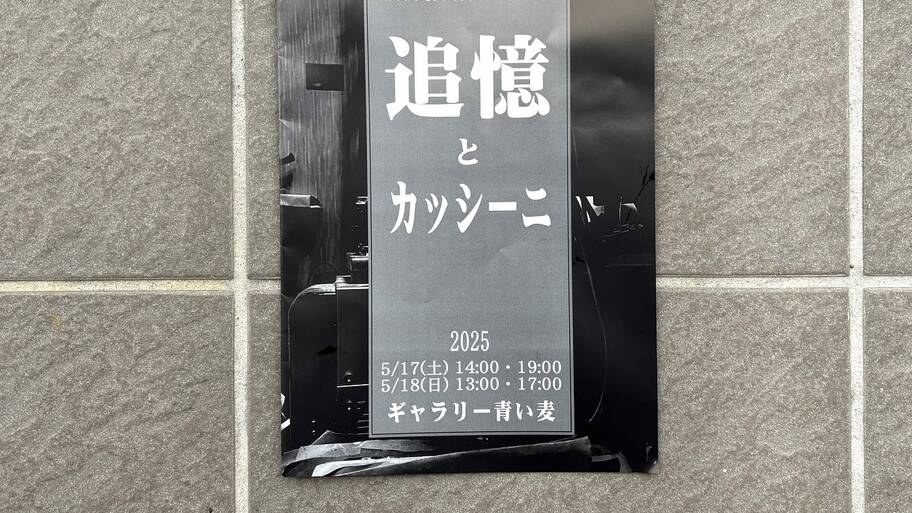 追憶
と
カッシーニ
2025
5/17(土) 14:00・19:00
5/18(日) 13:00・17:00
ギャラリー青い麦